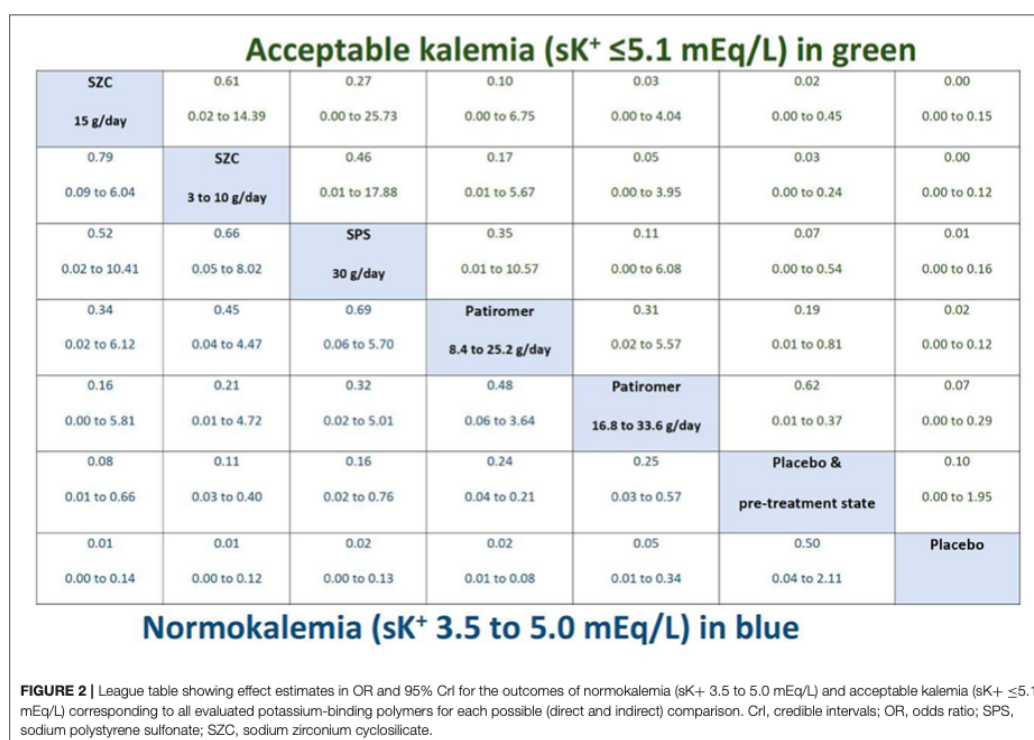 Acceptable kalemia (sK+ ≤5.1 mEq/L) in green
SZC 0.61 0.27 0.10 0.03 0.02 0.00
15 g/day 0.02 to 14.39 0.00 to 25.73 0.00 to 6.75 0.00 to 4.04 0.00 to 0.45 0.00 to 0.15
0.79 SZC 0.46 0.17 0.05 0.03 0.00
0.09 to 6.04 3 to 10 g/day 0.01 to 17.88 0.01 to 5.67 0.00 to 3.95 0.00 to 0.24 0.00 to 0.12
0.52 0.66 SPS 0.35 0.11 0.07 0.01
0.02 to 10.41 0.05 to 8.02 30 g/day 0.01 to 10.57 0.00 to 6.08 0.00 to 0.54 0.00 to 0.16
0.34 0.45 0.69 Patiromer 0.31 0.19 0.02
0.02 to 6.12 0.04 to 4.47 0.06 to 5.70 8.4 to 25.2 g/day 0.02 to 5.57 0.01 to 0.81 0.00 to 0.12
0.16 0.21 0.32 0.48 Patiromer 0.62 0.07
0.00 to 5.81 0.01 to 4.72 0.02 to 5.01 0.06 to 3.64 16.8 to 33.6 g/day 0.01 to 0.37 0.00 to 0.29
0.08 0.11 0.16 0.24 0.25 Placebo & 0.10
0.01 to 0.66 0.03 to 0.40 0.02 to 0.76 0.04 to 0.21 0.03 to 0.57 pre-treatment state 0.00 to 1.95
0.01 0.01 0.02 0.02 0.05 0.50 Placebo
0.00 to 0.14 0.00 to 0.12 0.00 to 0.13 0.01 to 0.08 0.01 to 0.34 0.04 to 2.11
Normokalemia (sK+ 3.5 to 5.0 mEq/L) in blue
FIGURE 2 | League table showing effect estimates in OR and 95% CrI for the outcomes of normokalemia (sK+ 3.5 to 5.0 mEq/L) and acceptable kalemia (sK+ ≤5.1
mEq/L) corresponding to all evaluated potassium-binding polymers for each possible (direct and indirect) comparison. CrI, credible intervals; OR, odds ratio; SPS,
sodium polystyrene sulfonate; SZC, sodium zirconium cyclosilicate.